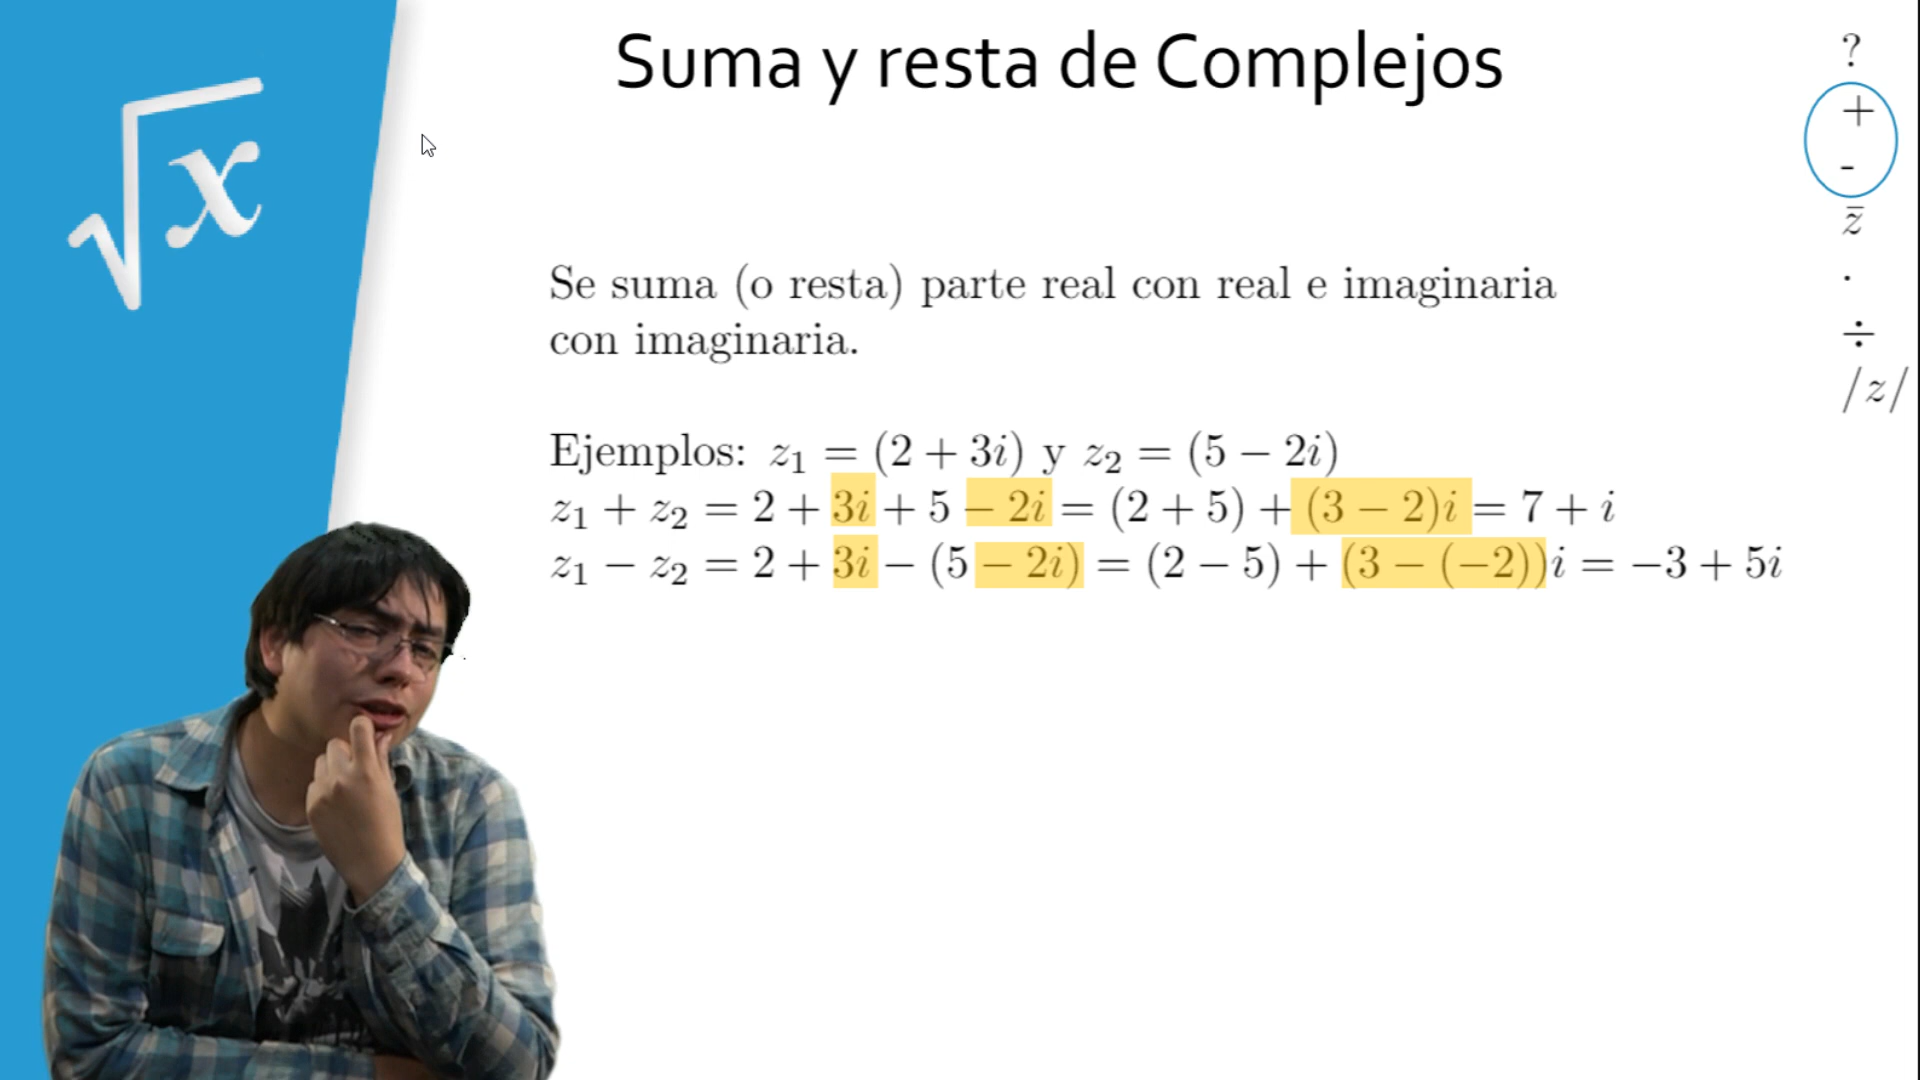 √x
Suma y resta de Complejos
Se suma (o resta) parte real con real e imaginaria
con imaginaria.
Ejemplos: z₁ = (2 + 3i) y z₂ = (5 − 2i)
z₁ + z₂ = 2 + 3i + 5 − 2i = (2 + 5) + (3 − 2)i = 7 + i
z₁ − z₂ = 2 + 3i − (5 − 2i) = (2 − 5) + (3 − (−2))i = −3 + 5i
?
+
-
z̄
·
÷
/z/